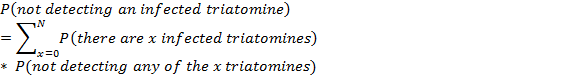 P(not detecting an infected triatomine)
= ∑_{x=0}^{N} P(there are x infected triatomines)
* P(not detecting any of the x triatomines)